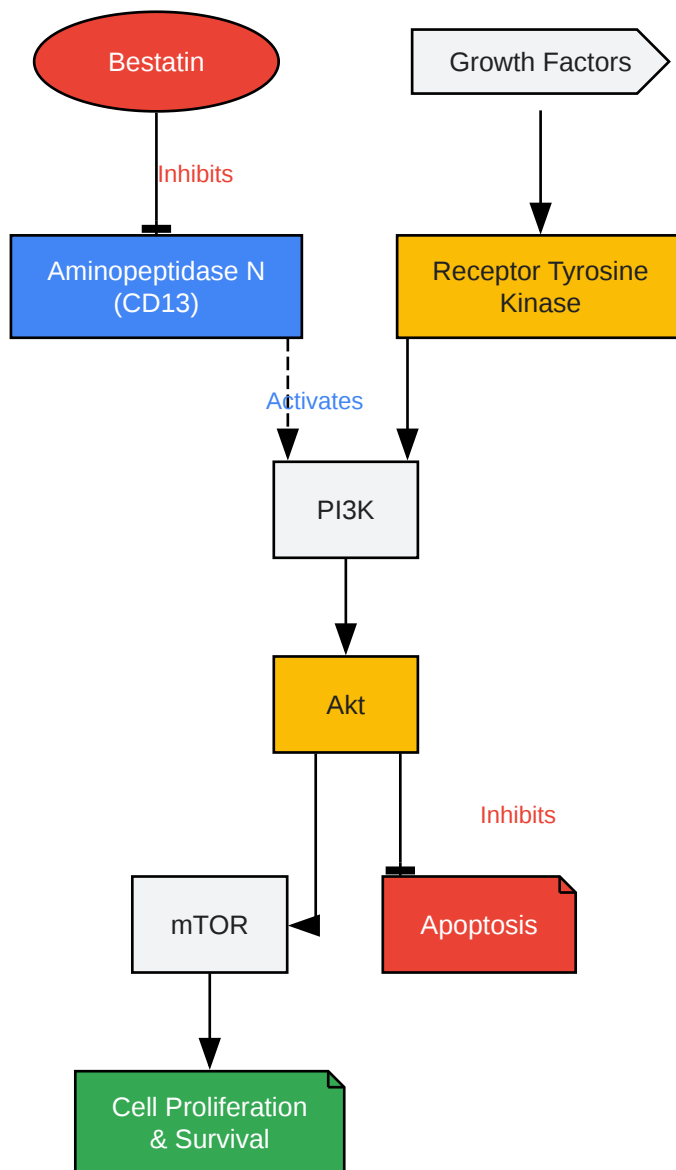 Bestatin
Growth Factors
Inhibits
Aminopeptidase N
(CD13)
Receptor Tyrosine
Kinase
Activates
PI3K
Akt
Inhibits
mTOR
Apoptosis
Cell Proliferation
& Survival